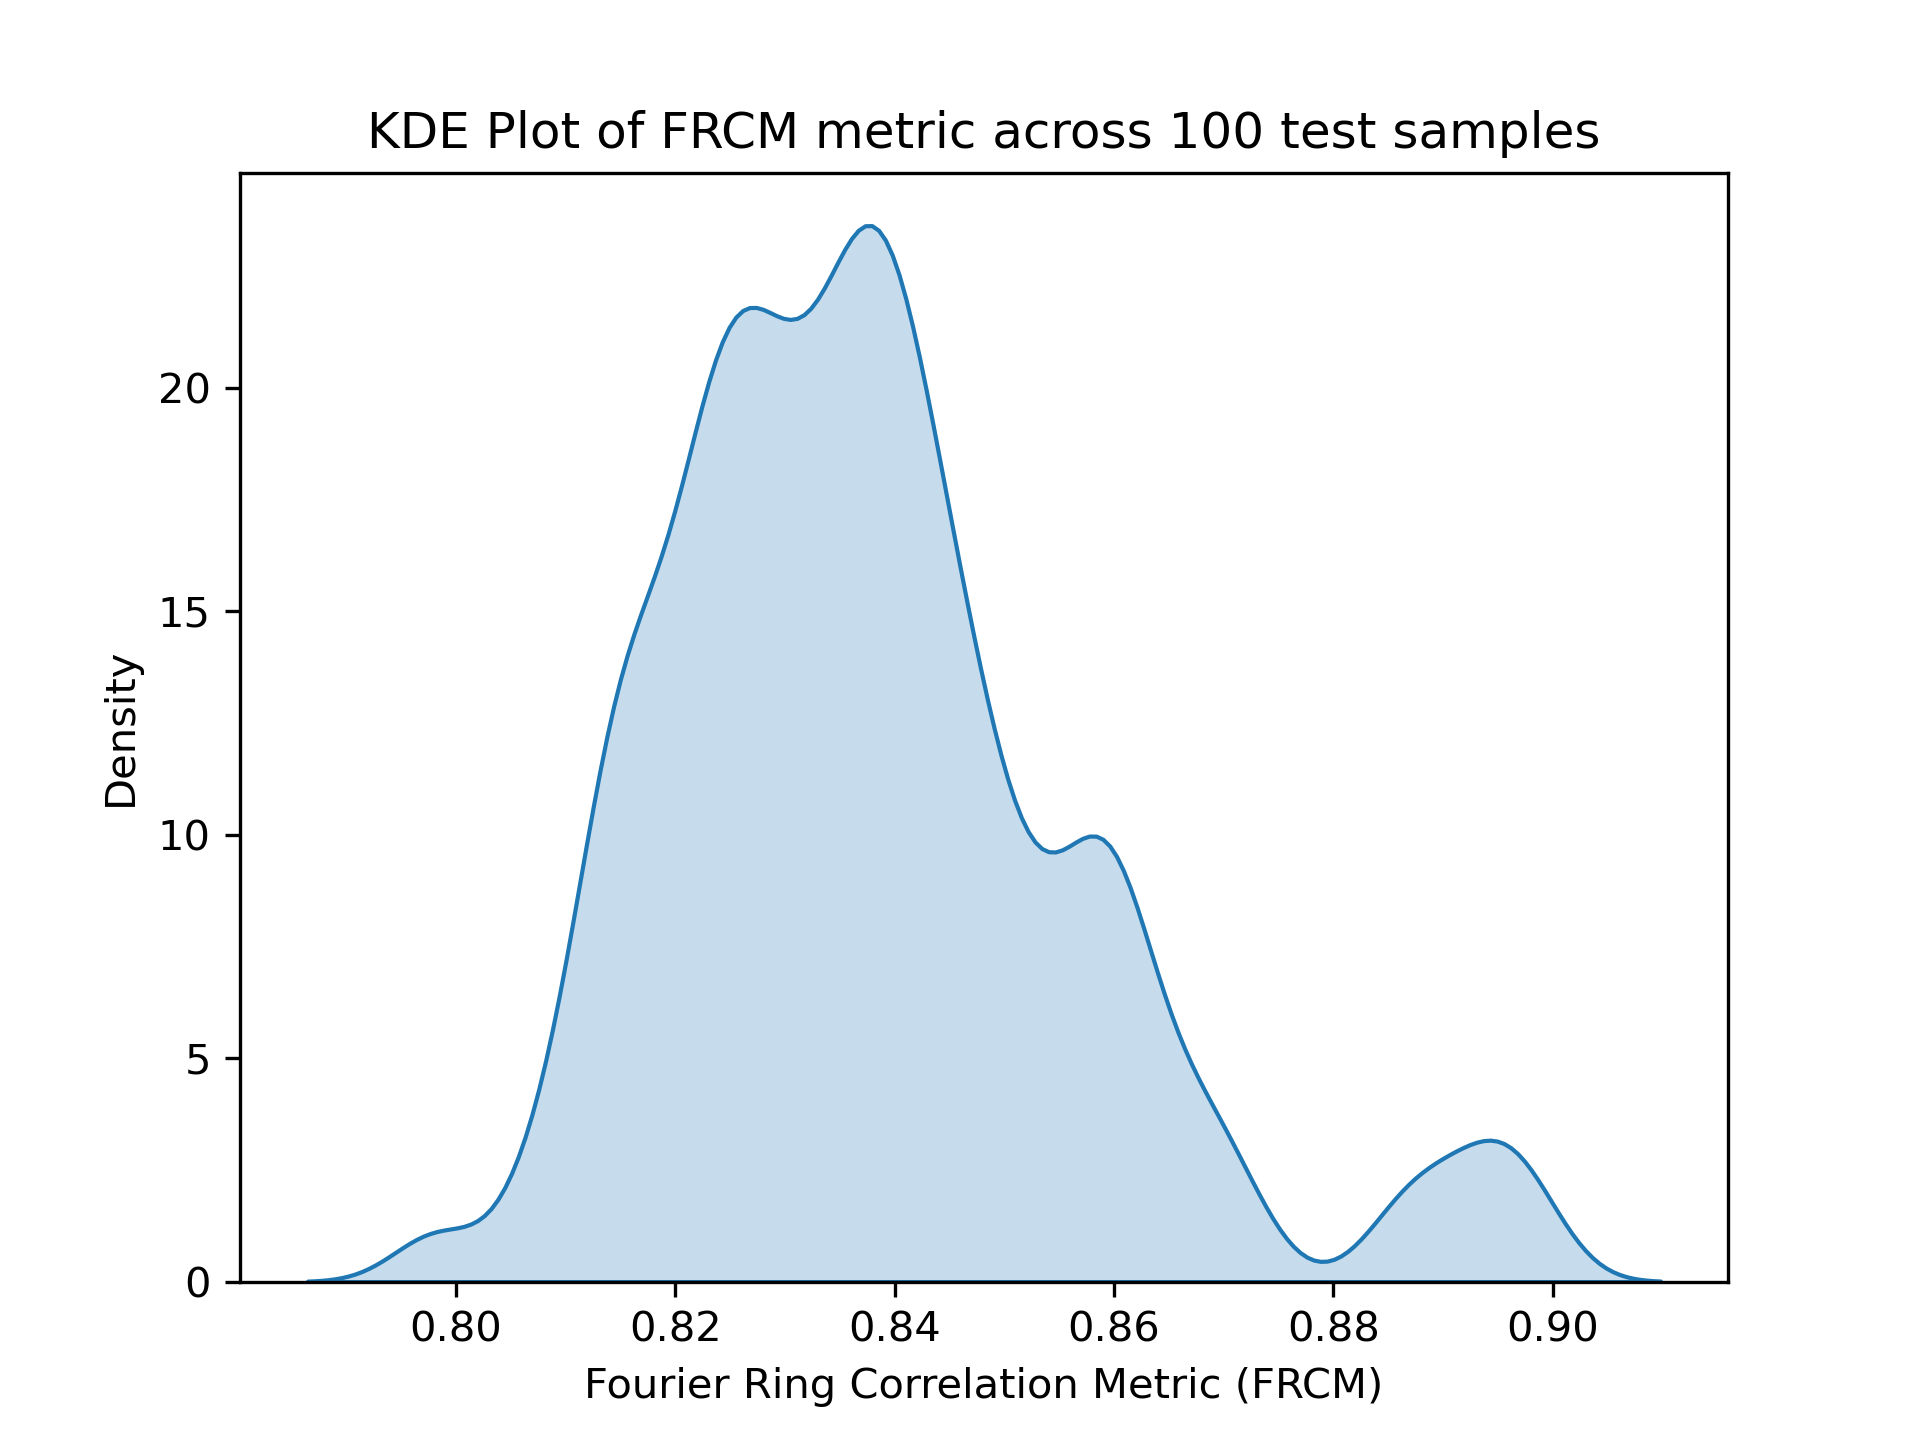 KDE Plot of FRCM metric across 100 test samples
20
15
10
5
0
Density
0.80 0.82 0.84 0.86 0.88 0.90
Fourier Ring Correlation Metric (FRCM)